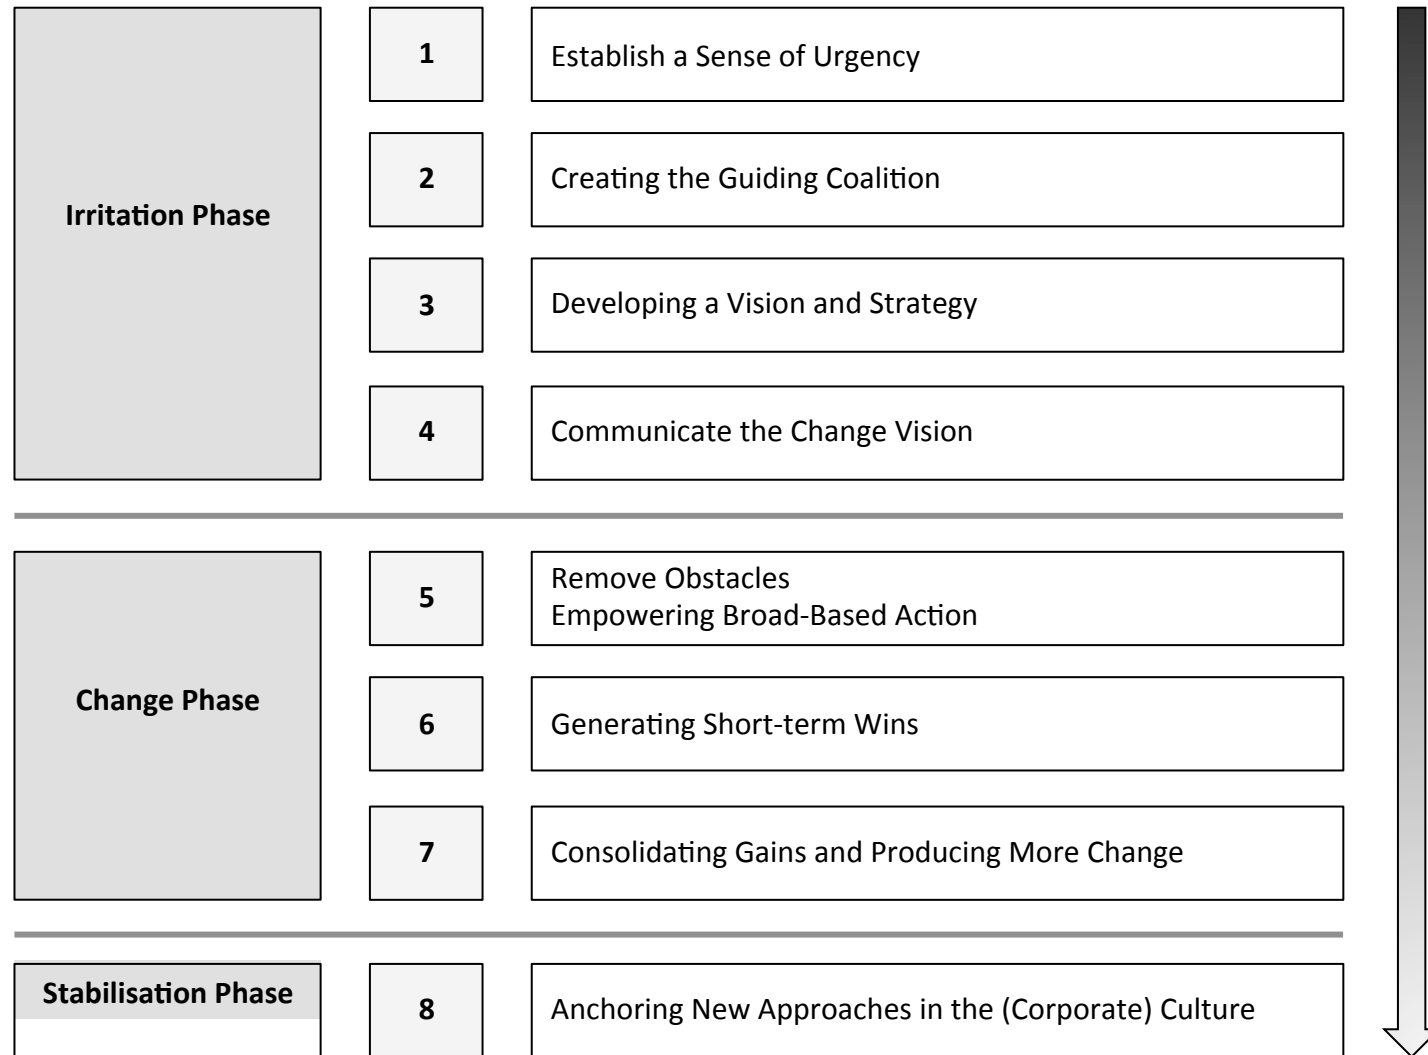 Irritation Phase
1
Establish a Sense of Urgency
2
Creating the Guiding Coalition
3
Developing a Vision and Strategy
4
Communicate the Change Vision
Change Phase
5
Remove Obstacles
Empowering Broad-Based Action
6
Generating Short-term Wins
7
Consolidating Gains and Producing More Change
Stabilisation Phase
8
Anchoring New Approaches in the (Corporate) Culture